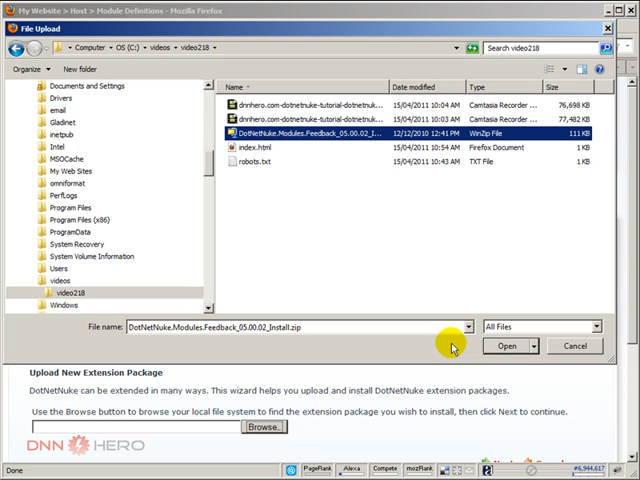 My Website > Host > Module Definitions - Mozilla Firefox
File Upload
Computer ▸ OS (C:) ▸ videos ▸ video218 ▸
Search video218
Organize
New folder
Documents and Settings
Drivers
email
Gladinet
inetpub
Intel
MSOCache
My Web Sites
omniformat
PerfLogs
Program Files
Program Files (x86)
ProgramData
System Recovery
System Volume Information
Users
videos
video218
Windows
Name Date modified Type Size
dnnhero.com-dotnetnuke-tutorial-dotnetnuk... 15/04/2011 10:04 AM Camtasia Recorder ... 76,698 KB
dnnhero.com-dotnetnuke-tutorial-dotnetnuk... 15/04/2011 10:03 AM Camtasia Recorder ... 77,482 KB
DotNetNuke.Modules.Feedback_05.00.02_I... 12/12/2010 12:41 PM WinZip File 111 KB
index.html 15/04/2011 10:54 AM Firefox Document 1 KB
robots.txt 15/04/2011 10:43 AM TXT File 1 KB
File name: DotNetNuke.Modules.Feedback_05.00.02_Install.zip
All Files
Open
Cancel
Upload New Extension Package
DotNetNuke can be extended in many ways. This wizard helps you upload and install DotNetNuke extension packages.
Use the Browse button to browse your local file system to find the extension package you wish to install, then click Next to continue.
Browse...
DNN HERO
Done
PageRank
Alexa
Compete
mozRank
#6,944,617